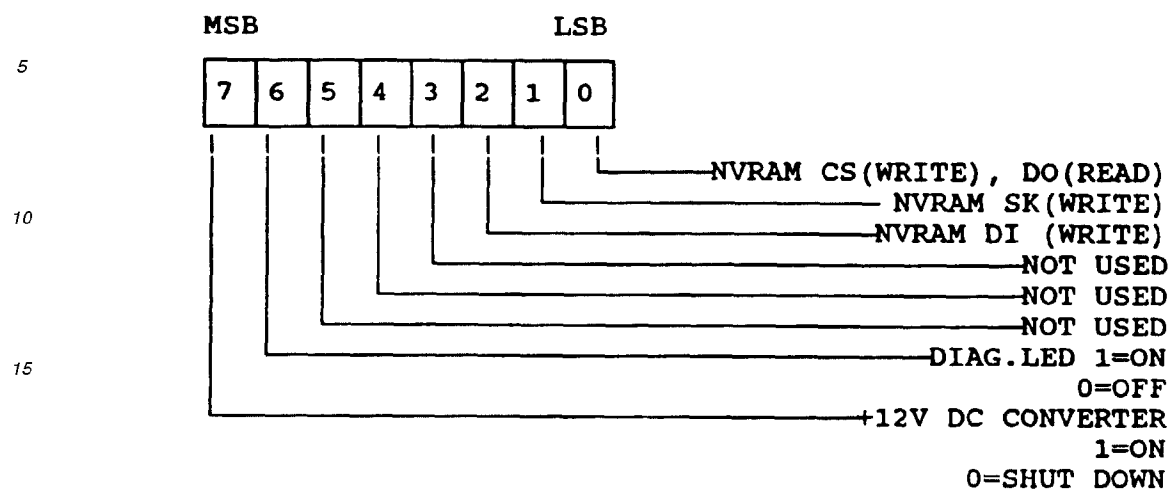 MSB LSB
5
7 6 5 4 3 2 1 0
NVRAM CS(WRITE), DO(READ)
NVRAM SK(WRITE)
10
NVRAM DI (WRITE)
NOT USED
NOT USED
NOT USED
DIAG.LED 1=ON
15
0=OFF
+12V DC CONVERTER
1=ON
0=SHUT DOWN